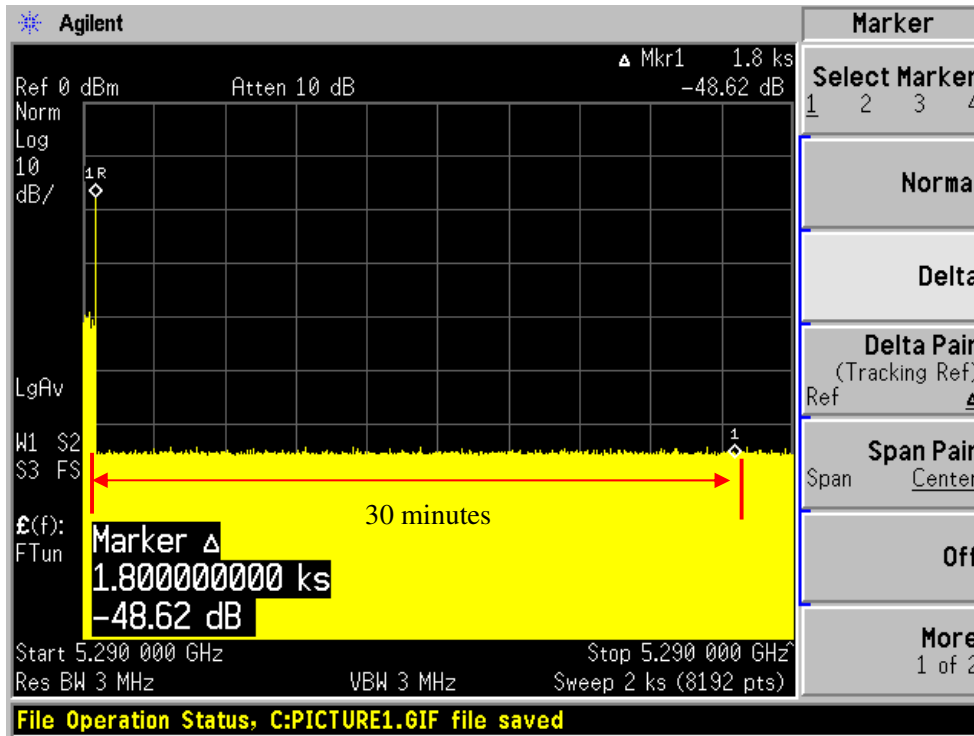 Agilent
Marker
Δ Mkr1 1.8 ks
Ref 0 dBm Atten 10 dB -48.62 dB
Norm
Log
10
dB/
1R
LgAv
W1 S2
S3 FS
£(f):
FTun
1
30 minutes
Marker Δ
1.800000000 ks
-48.62 dB
Start 5.290 000 GHz Stop 5.290 000 GHz^
Res BW 3 MHz VBW 3 MHz Sweep 2 ks (8192 pts)
Select Marker
1 2 3 4
Norma
Delta
Delta Pair
(Tracking Ref)
Ref Δ
Span Pair
Span Center
Off
More
1 of 2
File Operation Status, C:PICTURE1.GIF file saved